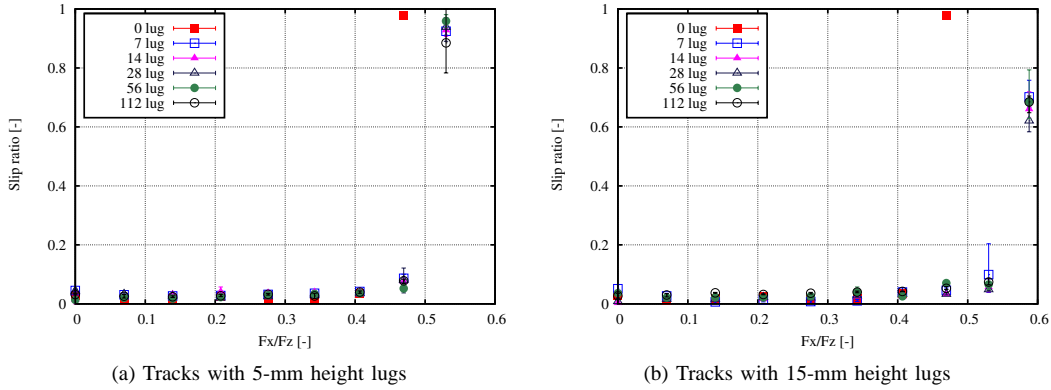 1
0.8
0.6
0.4
0.2
0
Slip ratio [-]
0 lug
7 lug
14 lug
28 lug
56 lug
112 lug
0 0.1 0.2 0.3 0.4 0.5 0.6
Fx/Fz [-]
(a) Tracks with 5-mm height lugs
1
0.8
0.6
0.4
0.2
0
Slip ratio [-]
0 lug
7 lug
14 lug
28 lug
56 lug
112 lug
0 0.1 0.2 0.3 0.4 0.5 0.6
Fx/Fz [-]
(b) Tracks with 15-mm height lugs